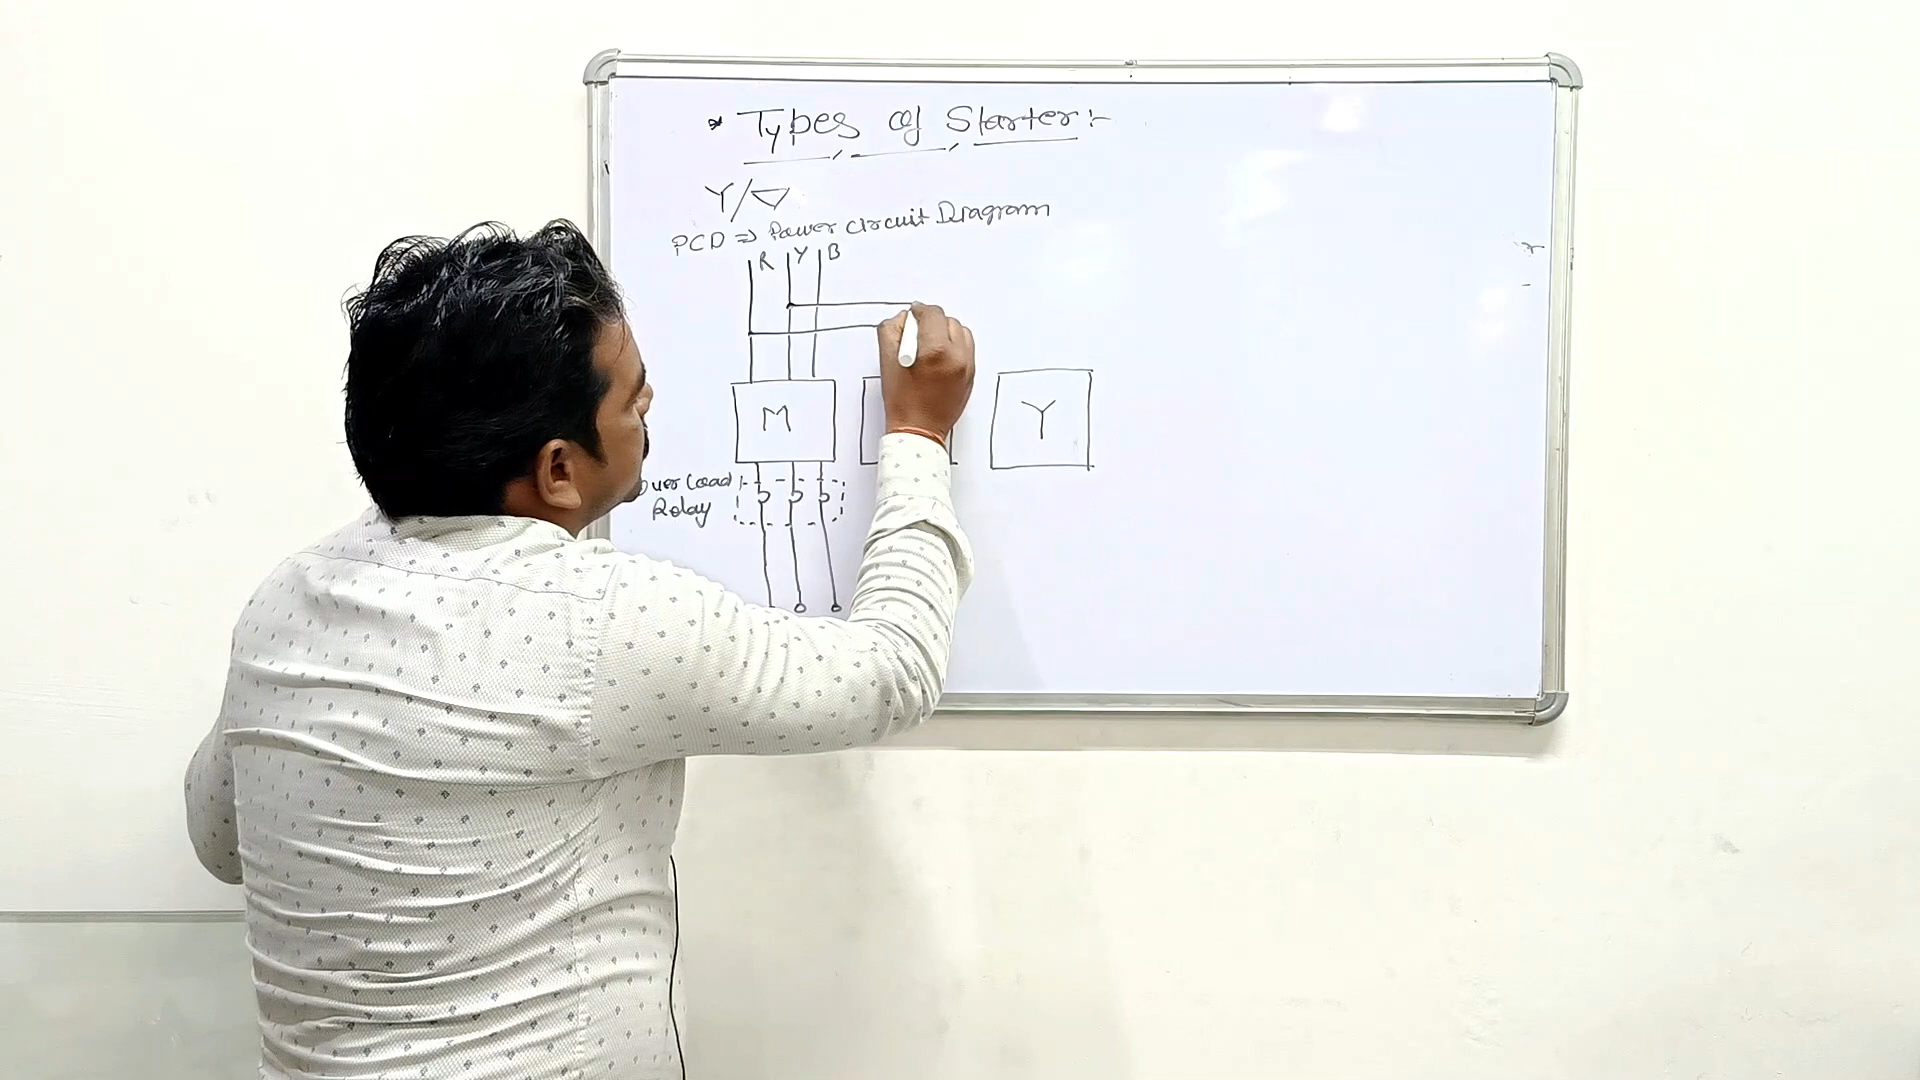 * Types of Starter :-
Y/▽
PCD ⇒ Power Circuit Diagram
R Y B
M
Y
Over Load
Relay